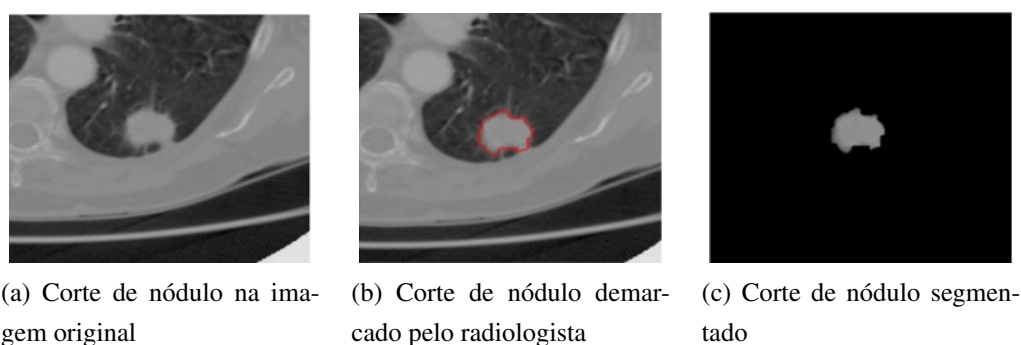 (a) Corte de nódulo na ima-
gem original
(b) Corte de nódulo demar-
cado pelo radiologista
(c) Corte de nódulo segmen-
tado